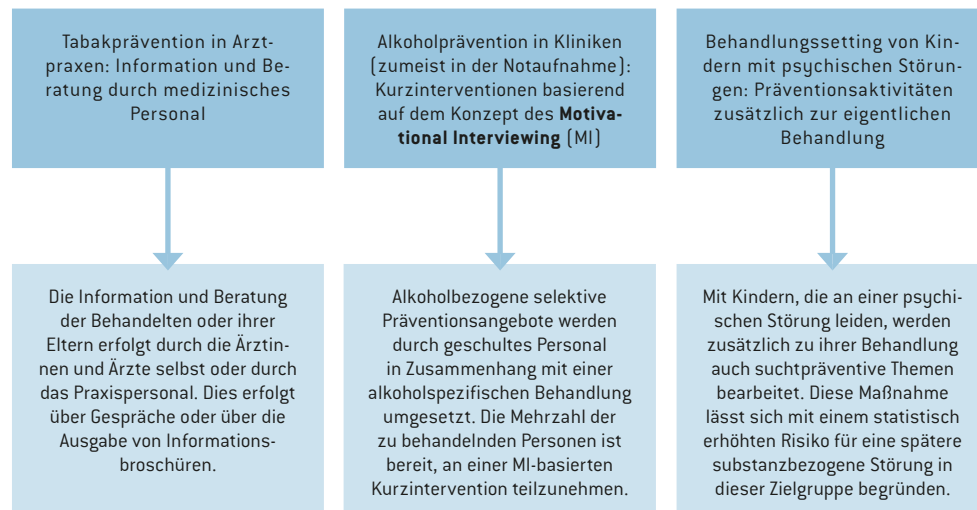 Tabakprävention in Arzt-
praxen: Information und Be-
ratung durch medizinisches
Personal
Alkoholprävention in Kliniken
(zumeist in der Notaufnahme):
Kurzinterventionen basierend
auf dem Konzept des Motiva-
tional Interviewing (MI)
Behandlungssetting von Kin-
dern mit psychischen Störun-
gen: Präventionsaktivitäten
zusätzlich zur eigentlichen
Behandlung
Die Information und Beratung
der Behandelten oder ihrer
Eltern erfolgt durch die Ärztin-
nen und Ärzte selbst oder durch
das Praxispersonal. Dies erfolgt
über Gespräche oder über die
Ausgabe von Informations-
broschüren.
Alkoholbezogene selektive
Präventionsangebote werden
durch geschultes Personal
in Zusammenhang mit einer
alkoholspezifischen Behandlung
umgesetzt. Die Mehrzahl der
zu behandelnden Personen ist
bereit, an einer MI-basierten
Kurzintervention teilzunehmen.
Mit Kindern, die an einer psychi-
schen Störung leiden, werden
zusätzlich zu ihrer Behandlung
auch suchtpräventive Themen
bearbeitet. Diese Maßnahme
lässt sich mit einem statistisch
erhöhten Risiko für eine spätere
substanzbezogene Störung in
dieser Zielgruppe begründen.